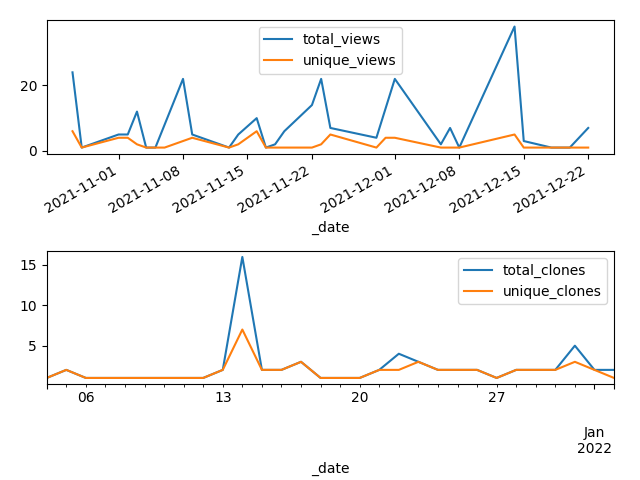 total_views
unique_views
20
0
2021-11-01
2021-11-08
2021-11-15
2021-11-22
2021-12-01
2021-12-08
2021-12-15
2021-12-22
_date
total_clones
unique_clones
15
10
5
06
13
20
27
Jan
2022
_date